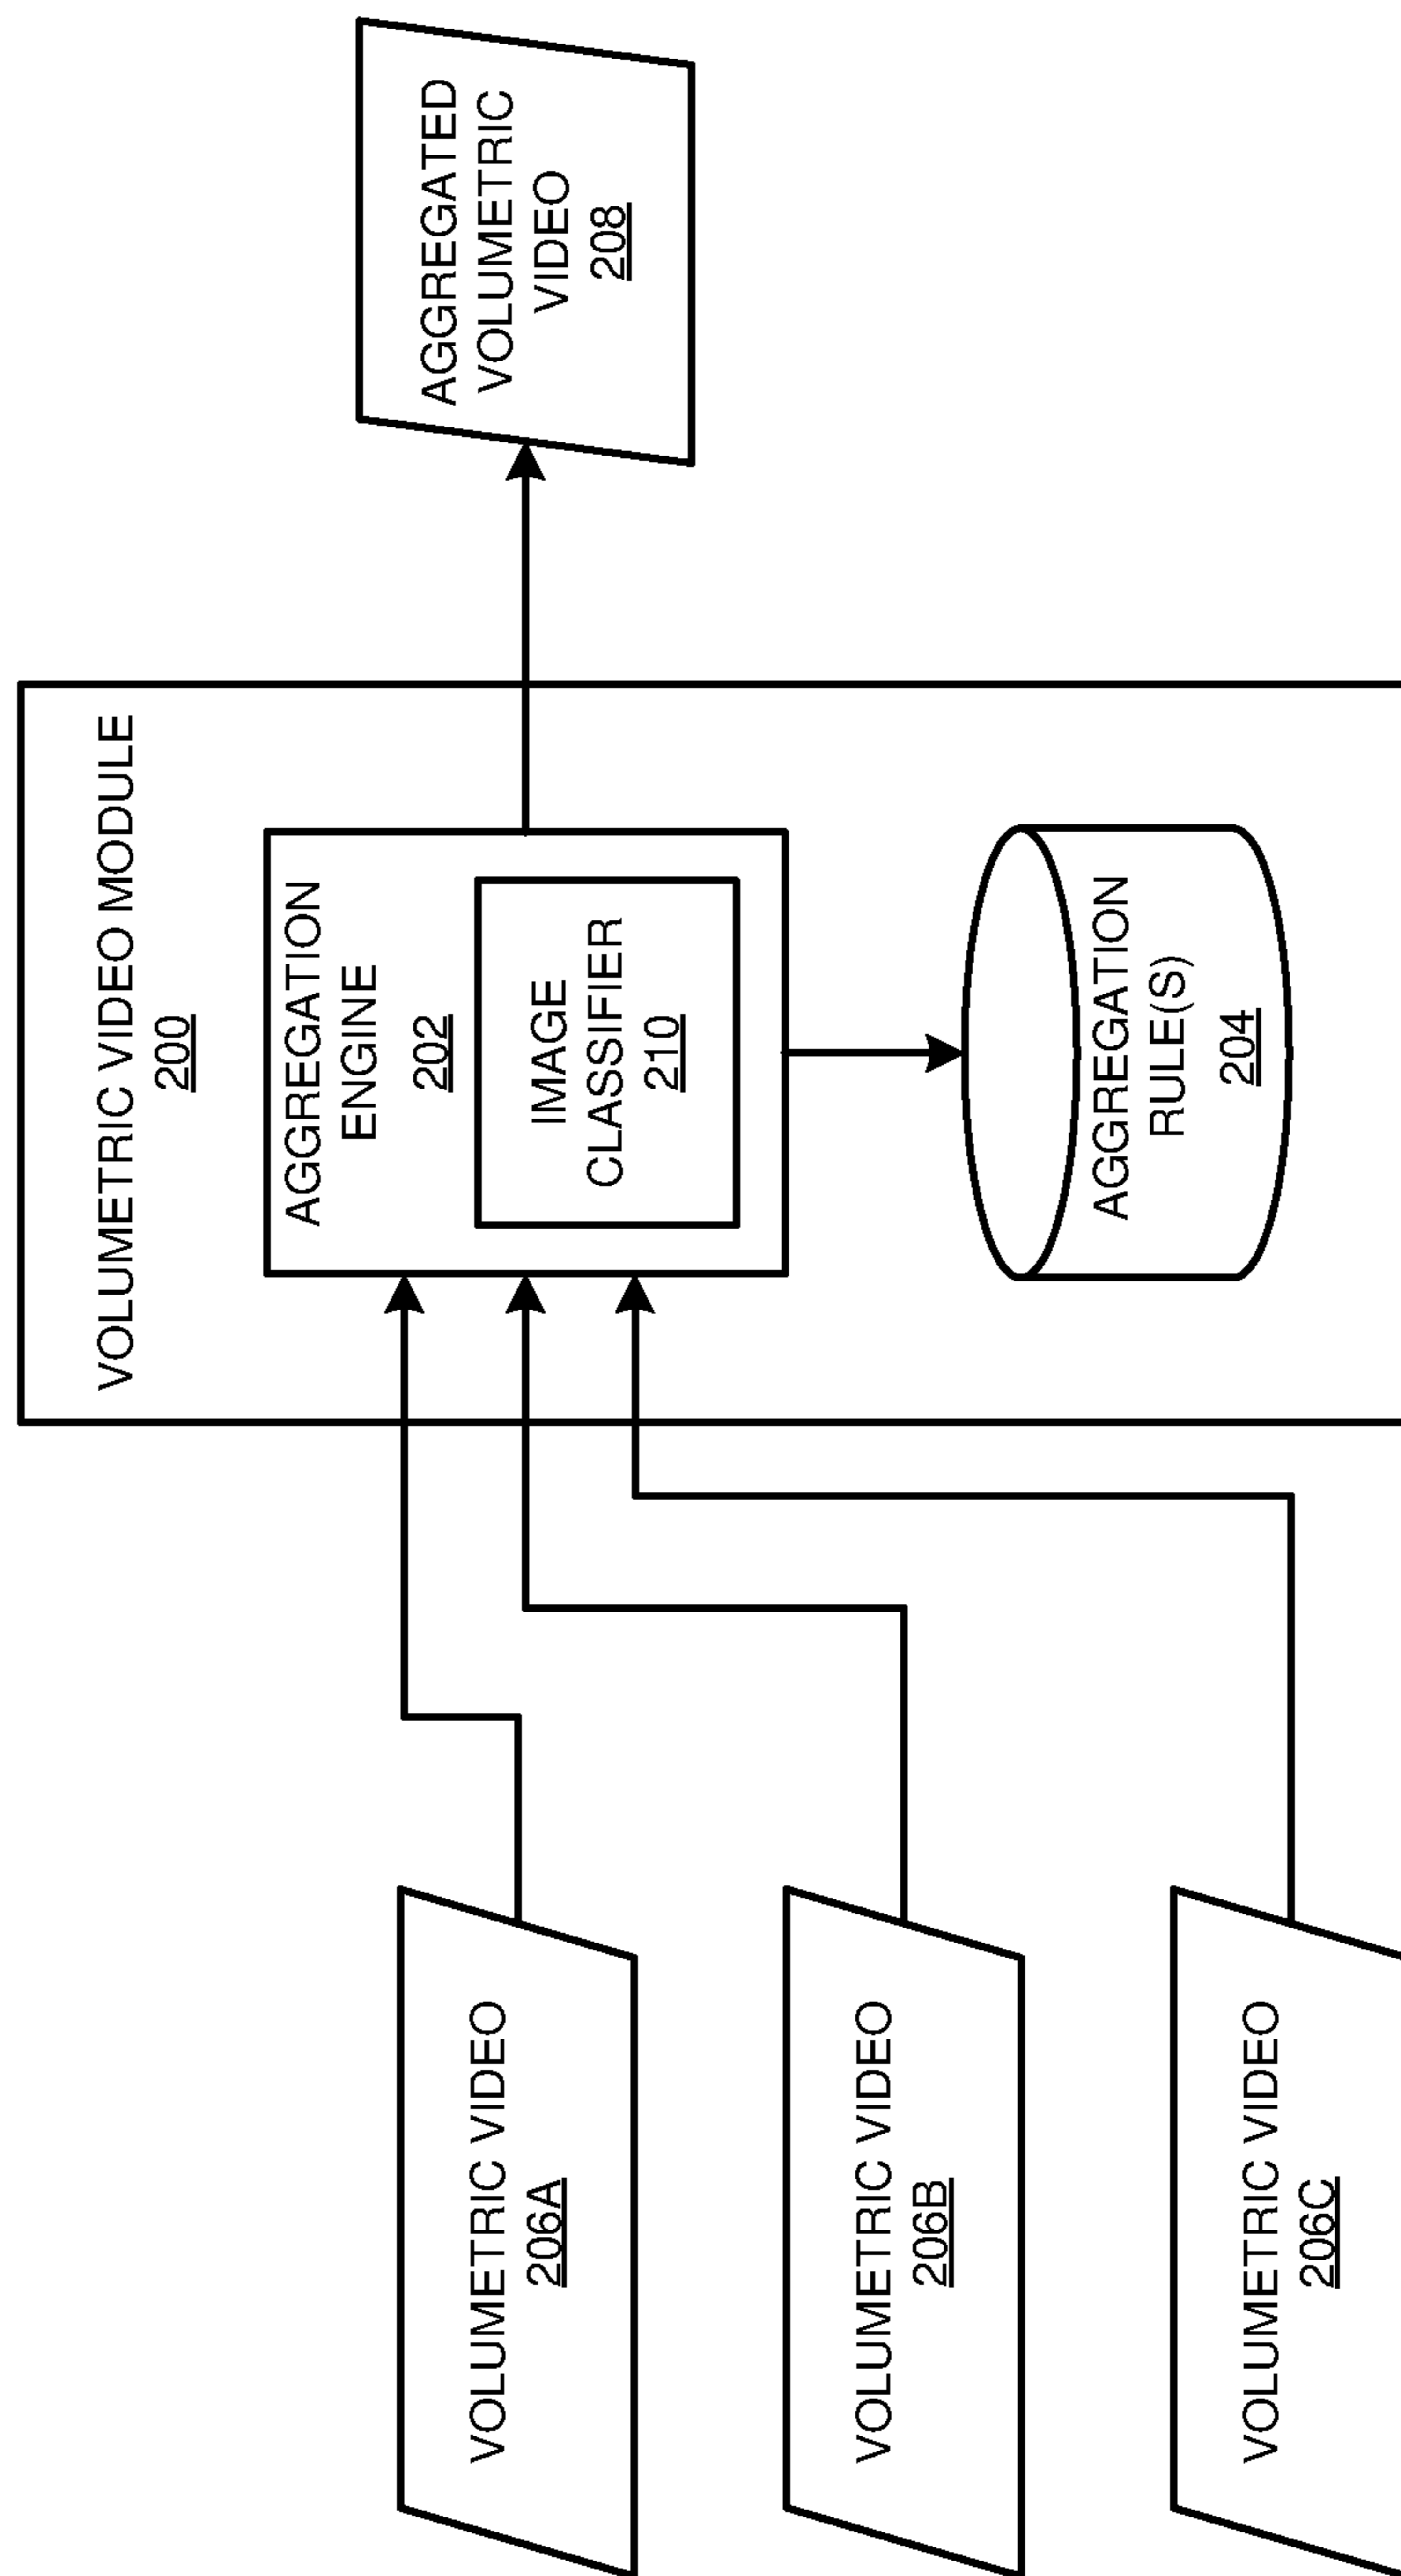 VOLUMETRIC VIDEO MODULE
200
AGGREGATION
ENGINE
202
IMAGE
CLASSIFIER
210
AGGREGATION
RULE(S)
204
VOLUMETRIC VIDEO
206A
VOLUMETRIC VIDEO
206B
VOLUMETRIC VIDEO
206C
AGGREGATED
VOLUMETRIC
VIDEO
208